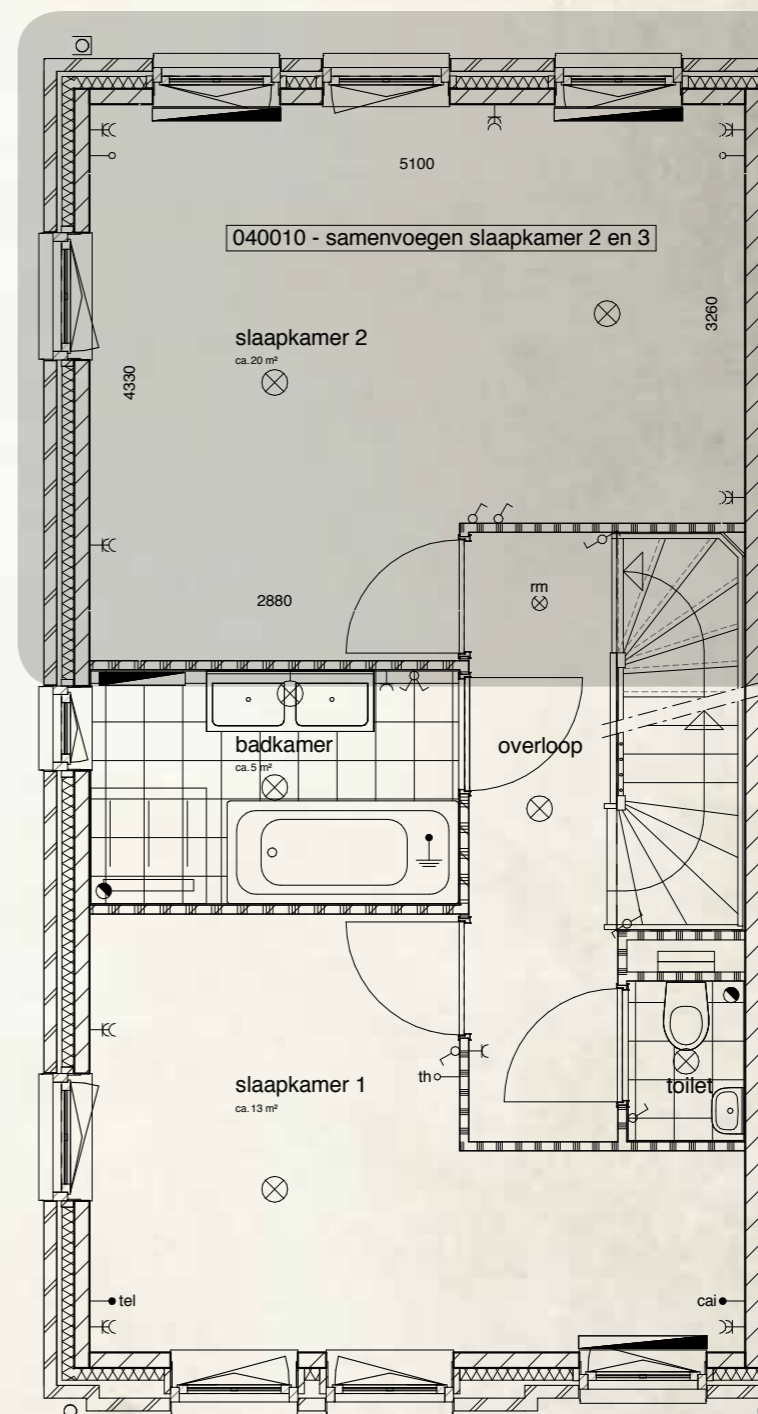 5100
040010 - samenvoegen slaapkamer 2 en 3
3260
slaapkamer 2
ca. 20 m²
4330
2880
rm
badkamer
ca. 5 m²
overloop
slaapkamer 1
ca. 13 m²
th
toilet
tel
cai